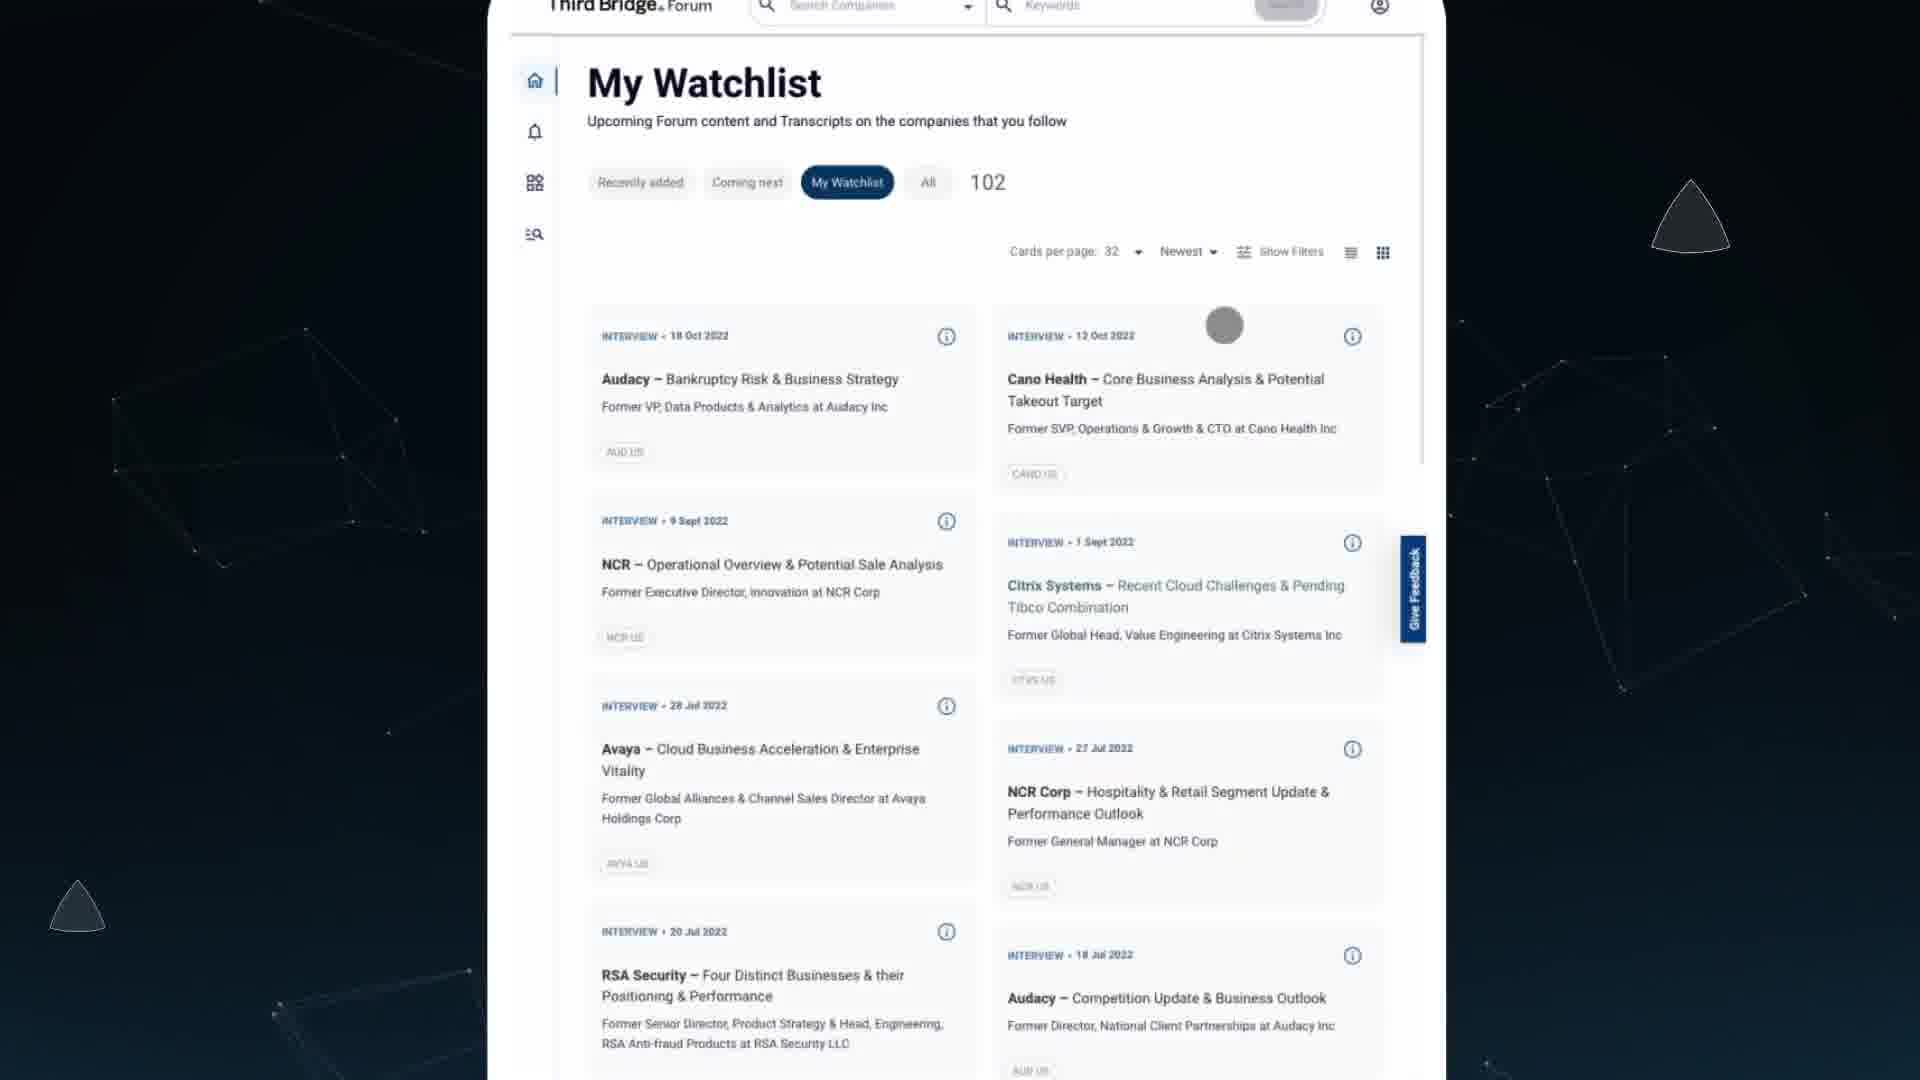 Third Bridge. Forum
Search Companies
Keywords
My Watchlist
Upcoming Forum content and Transcripts on the companies that you follow
Recently added
Coming next
My Watchlist
All
102
Cards per page: 32
Newest
Show Filters
INTERVIEW • 18 Oct 2022
Audacy – Bankruptcy Risk & Business Strategy
Former VP, Data Products & Analytics at Audacy Inc
AUD US
INTERVIEW • 12 Oct 2022
Cano Health – Core Business Analysis & Potential
Takeout Target
Former SVP, Operations & Growth & CTO at Cano Health Inc
CANO US
INTERVIEW • 9 Sept 2022
NCR – Operational Overview & Potential Sale Analysis
Former Executive Director, Innovation at NCR Corp
NCR US
INTERVIEW • 1 Sept 2022
Citrix Systems – Recent Cloud Challenges & Pending
Tibco Combination
Former Global Head, Value Engineering at Citrix Systems Inc
CTXS US
Give Feedback
INTERVIEW • 28 Jul 2022
Avaya – Cloud Business Acceleration & Enterprise
Vitality
Former Global Alliances & Channel Sales Director at Avaya
Holdings Corp
AVYA US
INTERVIEW • 27 Jul 2022
NCR Corp – Hospitality & Retail Segment Update &
Performance Outlook
Former General Manager at NCR Corp
NCR US
INTERVIEW • 20 Jul 2022
RSA Security – Four Distinct Businesses & their
Positioning & Performance
Former Senior Director, Product Strategy & Head, Engineering,
RSA Anti-fraud Products at RSA Security LLC
INTERVIEW • 18 Jul 2022
Audacy – Competition Update & Business Outlook
Former Director, National Client Partnerships at Audacy Inc
AUD US